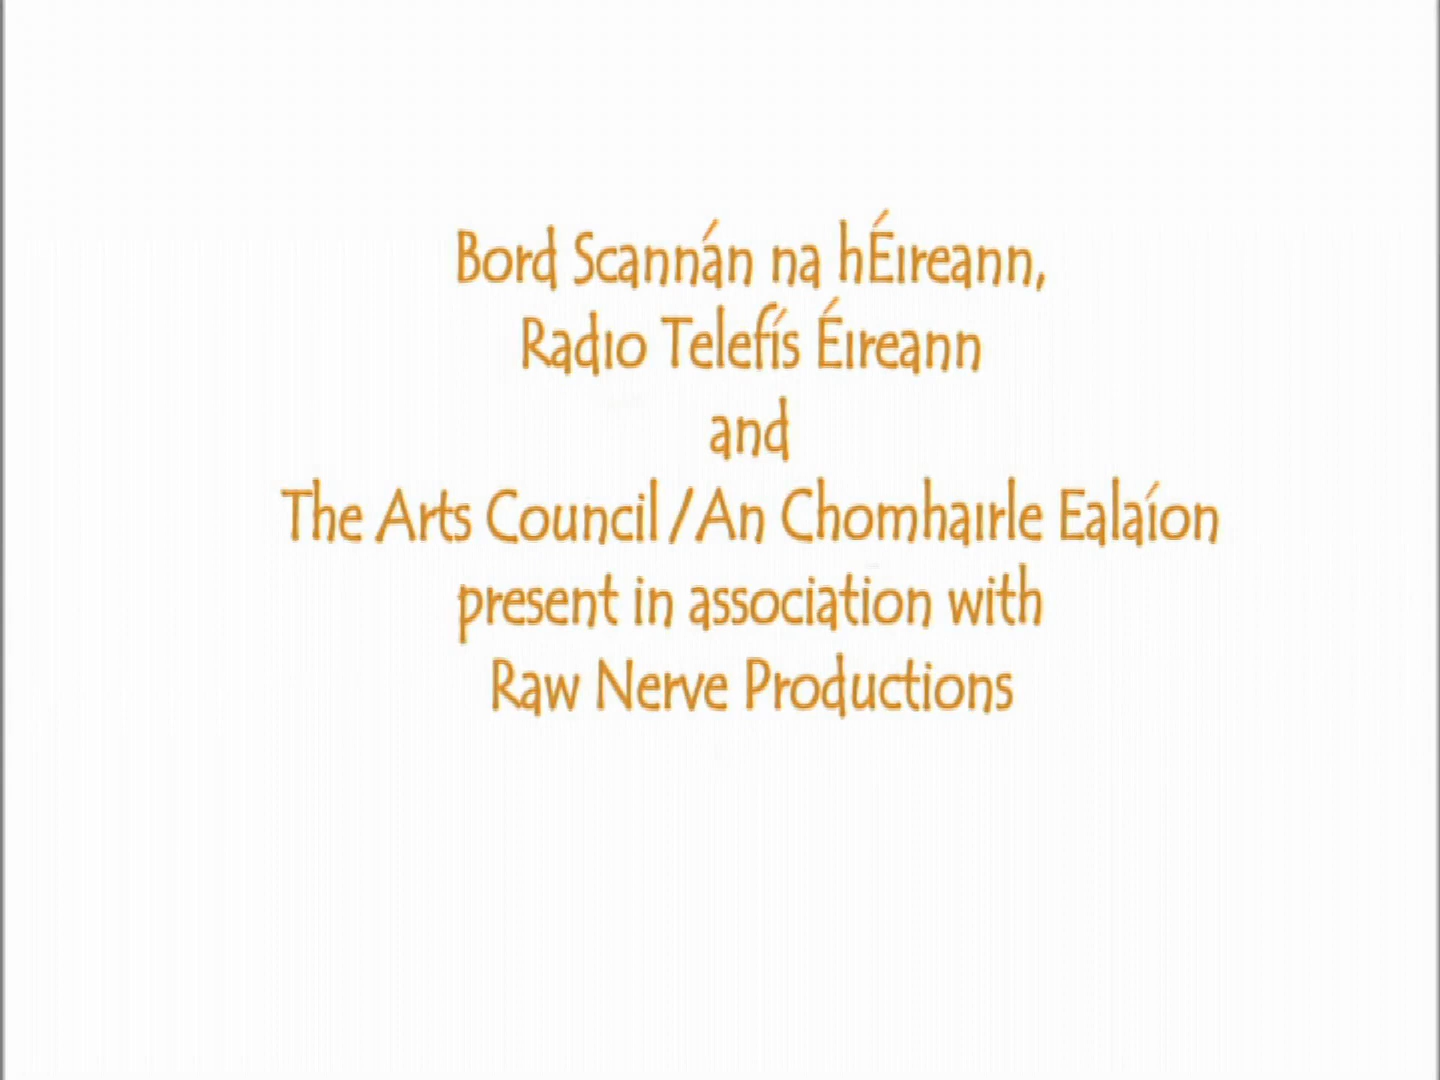 Bord Scannán na hÉireann,
Radio Telefís Éireann
and
The Arts Council / An Chomhairle Ealaíon
present in association with
Raw Nerve Productions